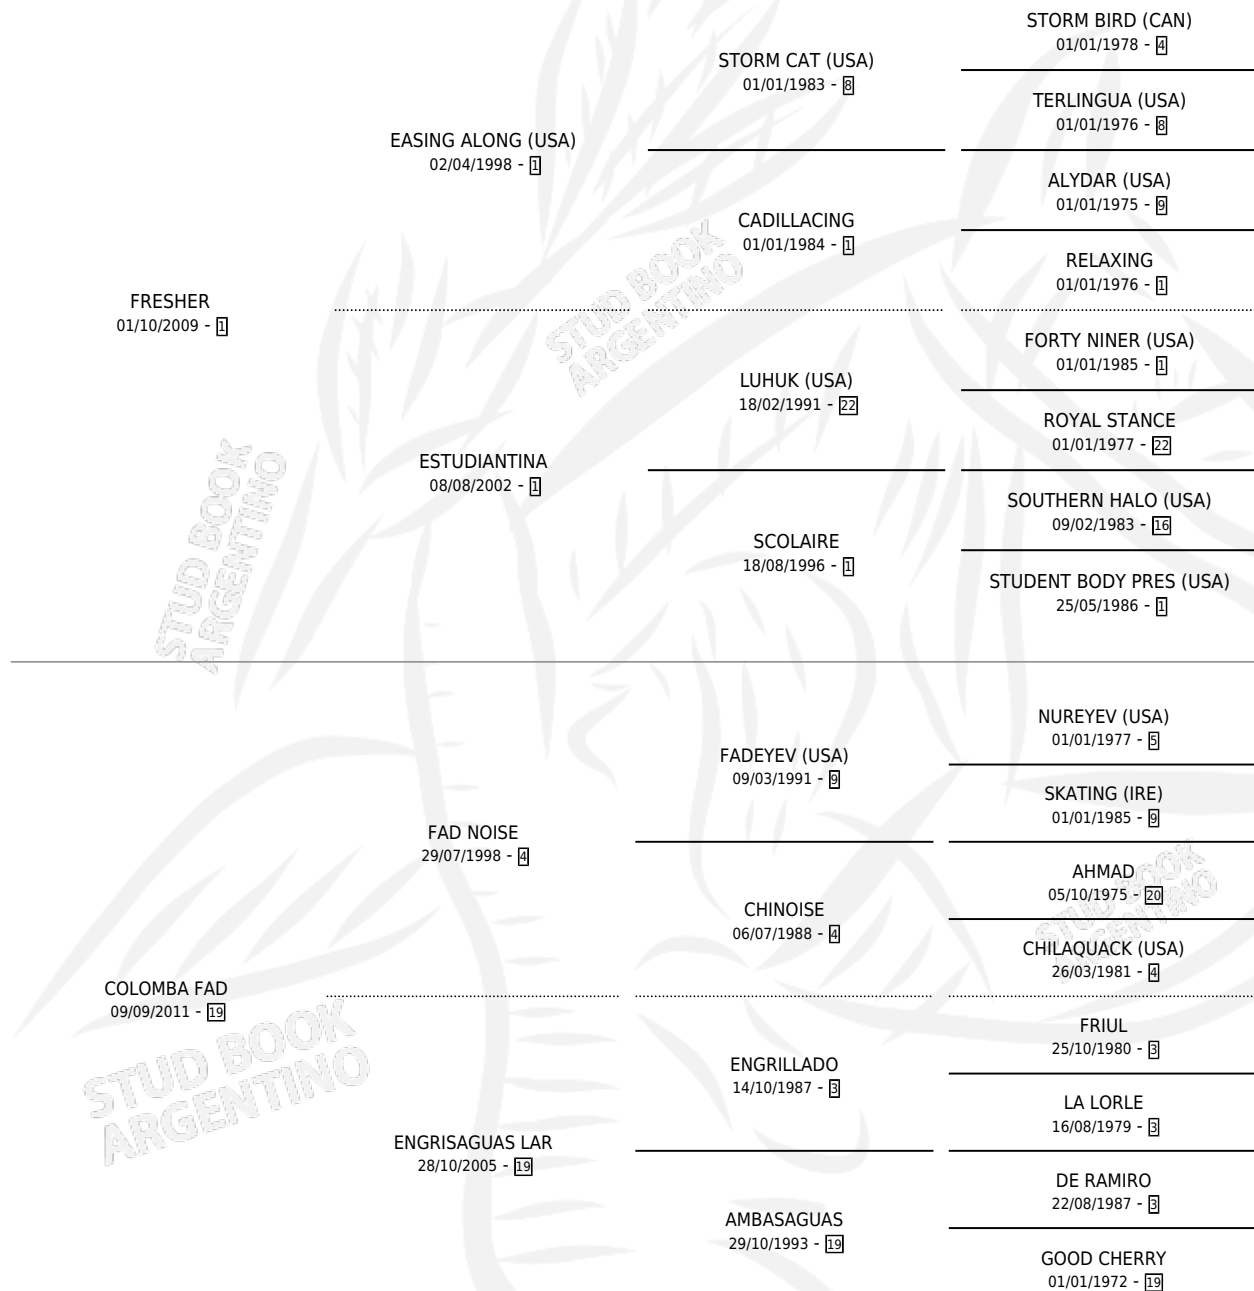 STORM BIRD (CAN)
01/01/1978 - 4
STORM CAT (USA)
01/01/1983 - 8
TERLINGUA (USA)
01/01/1976 - 8
EASING ALONG (USA)
02/04/1998 - 1
ALYDAR (USA)
01/01/1975 - 9
CADILLACING
01/01/1984 - 1
RELAXING
01/01/1976 - 1
FRESHER
01/10/2009 - 1
FORTY NINER (USA)
01/01/1985 - 1
LUHUK (USA)
18/02/1991 - 22
ROYAL STANCE
01/01/1977 - 22
ESTUDIANTINA
08/08/2002 - 1
SOUTHERN HALO (USA)
09/02/1983 - 16
SCOLAIRE
18/08/1996 - 1
STUDENT BODY PRES (USA)
25/05/1986 - 1
NUREYEV (USA)
01/01/1977 - 5
FADEYEV (USA)
09/03/1991 - 9
SKATING (IRE)
01/01/1985 - 9
FAD NOISE
29/07/1998 - 4
AHMAD
05/10/1975 - 20
CHINOISE
06/07/1988 - 4
CHILAQUACK (USA)
26/03/1981 - 4
COLOMBA FAD
09/09/2011 - 19
FRIUL
25/10/1980 - 3
ENGRILLADO
14/10/1987 - 3
LA LORLE
16/08/1979 - 3
ENGRISAGUAS LAR
28/10/2005 - 19
DE RAMIRO
22/08/1987 - 3
AMBASAGUAS
29/10/1993 - 19
GOOD CHERRY
01/01/1972 - 19
STUD BOOK
ARGENTINO
STUD BOOK
ARGENTINO
STUD BOOK
ARGENTINO
STUD BOOK
ARGENTINO